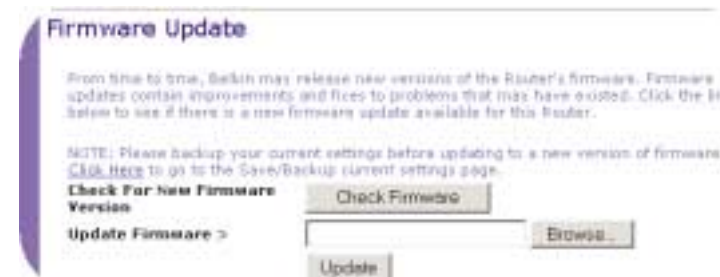 Firmware Update
From time to time, Belkin may release new versions of the Router's firmware. Firmware
updates contain improvements and fixes to problems that may have existed. Click the
below to see if there is a new firmware update available for this Router.
NOTE: Please backup your current settings before updating to a new version of firmware
Click Here to go to the Save/Backup current settings page.
Check For New Firmware
Version
Check Firmware
Update Firmware >
Browse...
Update